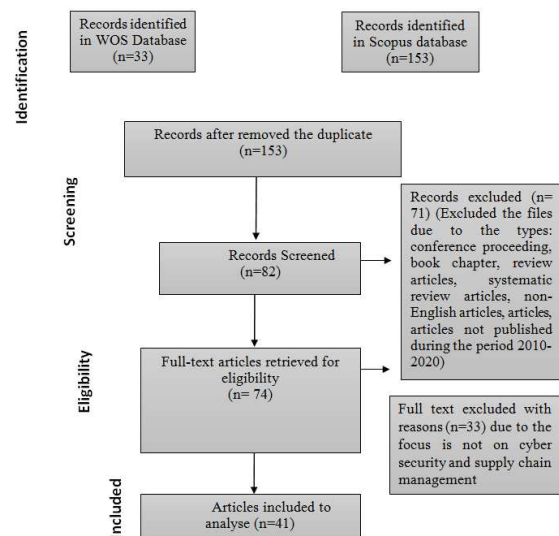 Identification
Records identified
in WOS Database
(n=33)
Records identified
in Scopus database
(n=153)
Screening
Records after removed the duplicate
(n=153)
Records Screened
(n=82)
Records excluded (n=
71) (Excluded the files
due to the types:
conference proceeding,
book chapter, review
articles, systematic
review articles, non-
English articles, articles,
articles not published
during the period 2010-
2020)
Eligibility
Full-text articles retrieved for
eligibility
(n= 74)
Full text excluded with
reasons (n=33) due to the
focus is not on cyber
security and supply chain
management
Included
Articles included to
analyse (n=41)